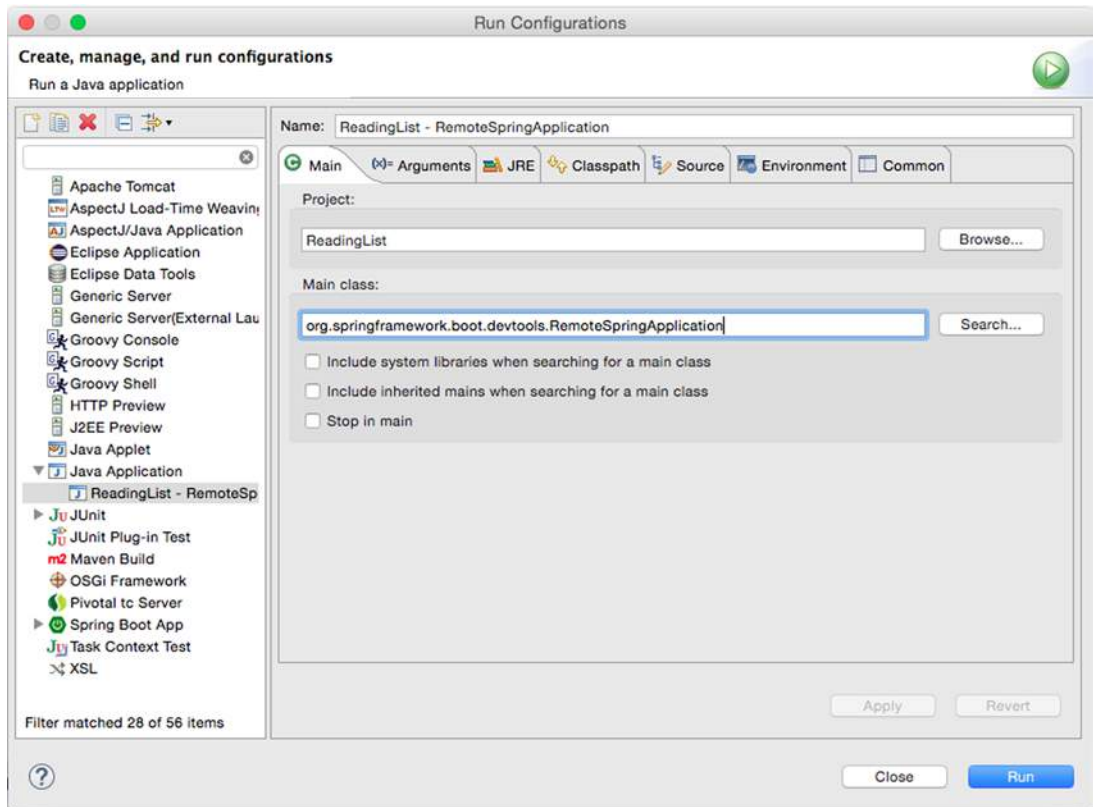 Run Configurations
Create, manage, and run configurations
Run a Java application
Name: ReadingList - RemoteSpringApplication
Main (x)= Arguments JRE Classpath Source Environment Common
Apache Tomcat
AspectJ Load-Time Weaving
AspectJ/Java Application
Eclipse Application
Eclipse Data Tools
Generic Server
Generic Server(External Lau
Groovy Console
Groovy Script
Groovy Shell
HTTP Preview
J2EE Preview
Java Applet
Java Application
ReadingList - RemoteSp
JUnit
JUnit Plug-in Test
m2 Maven Build
OSGi Framework
Pivotal tc Server
Spring Boot App
Task Context Test
XSL
Filter matched 28 of 56 items
Project:
ReadingList Browse...
Main class:
org.springframework.boot.devtools.RemoteSpringApplication Search...
Include system libraries when searching for a main class
Include inherited mains when searching for a main class
Stop in main
Apply Revert
? Close Run